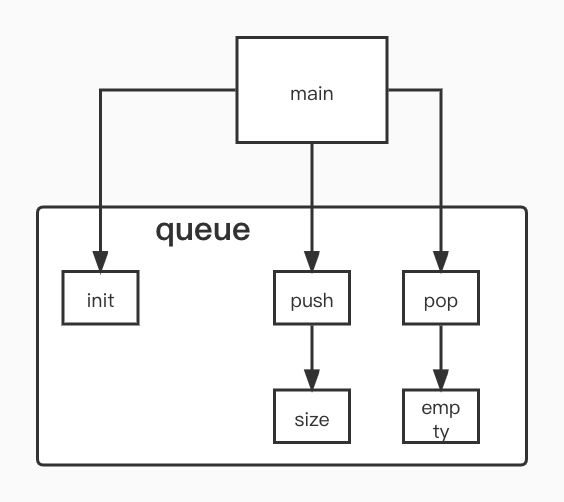 main
queue
init
push
pop
size
emp
ty